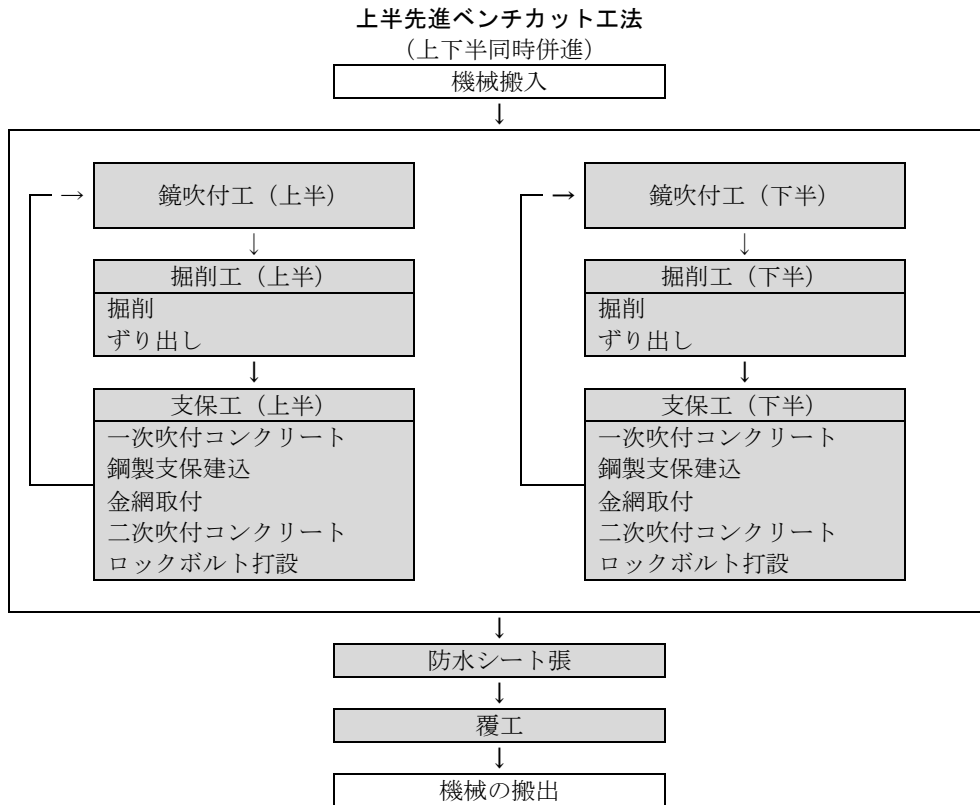 上半先進ベンチカット工法
（上下半同時併進）
機械搬入
↓
→ 鏡吹付工（上半）
↓
掘削工（上半）
掘削
ずり出し
↓
支保工（上半）
一次吹付コンクリート
鋼製支保建込
金網取付
二次吹付コンクリート
ロックボルト打設
→ 鏡吹付工（下半）
↓
掘削工（下半）
掘削
ずり出し
↓
支保工（下半）
一次吹付コンクリート
鋼製支保建込
金網取付
二次吹付コンクリート
ロックボルト打設
↓
防水シート張
↓
覆工
↓
機械の搬出